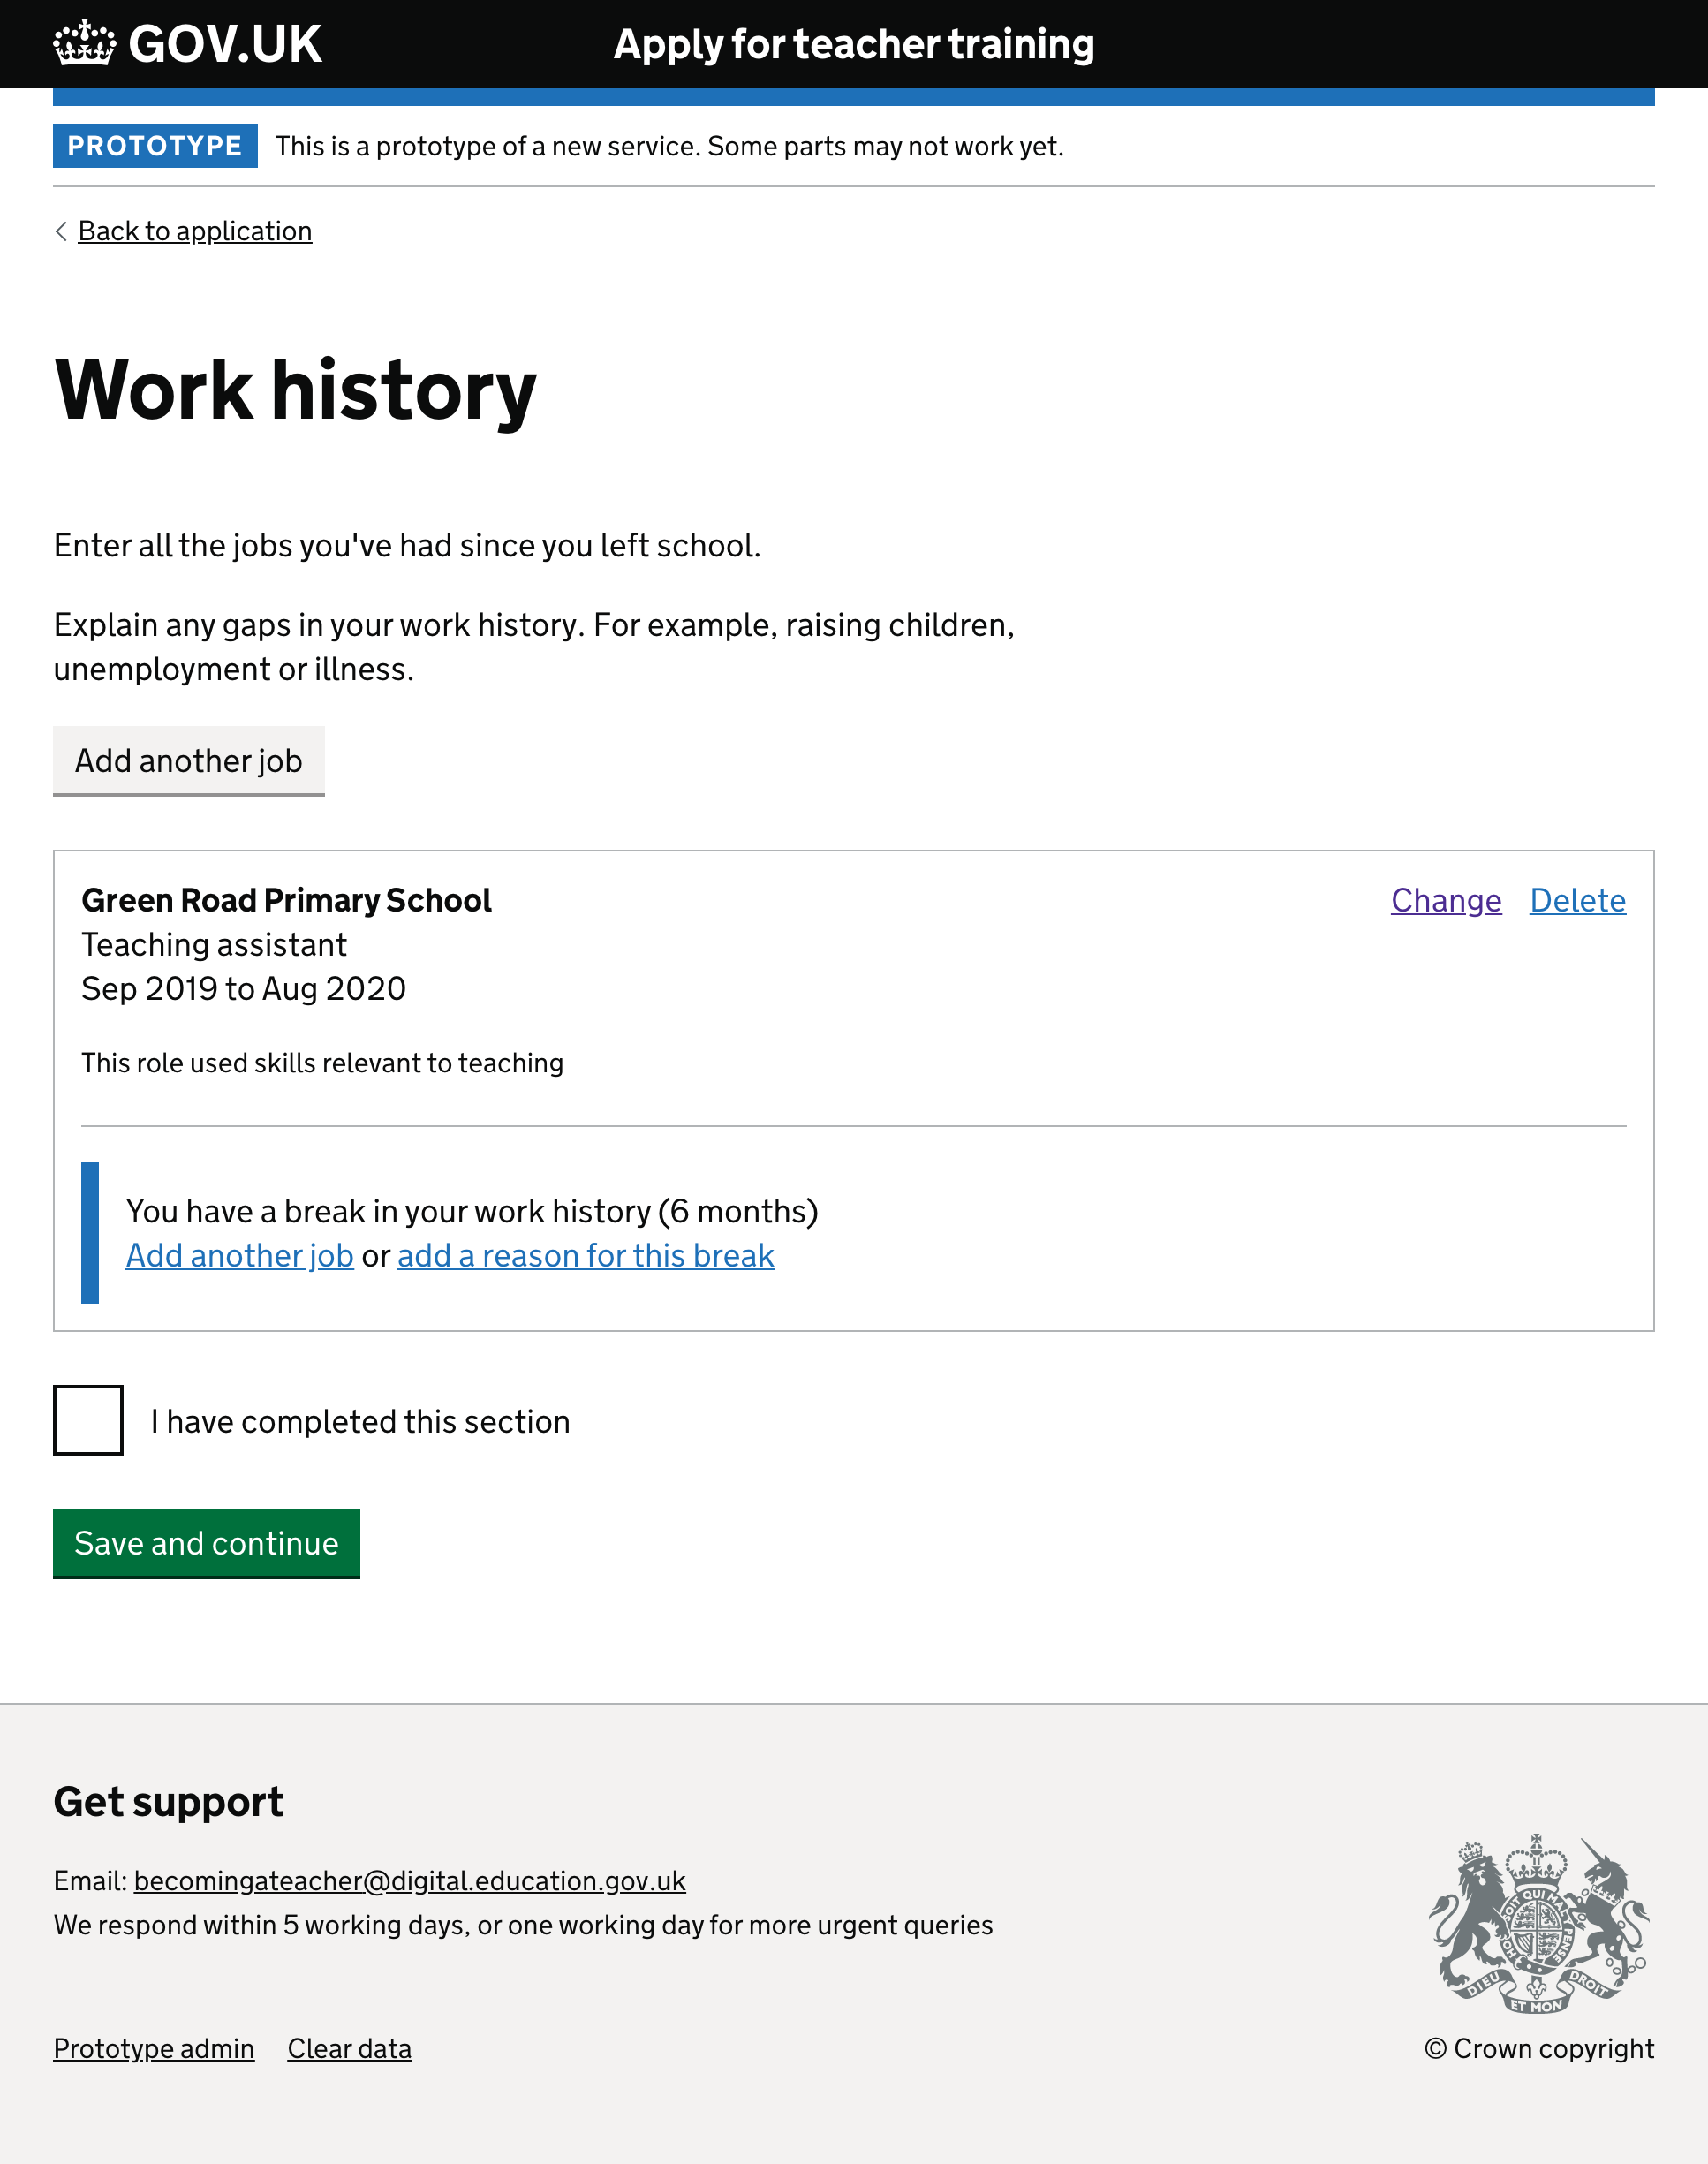 GOV.UK
Apply for teacher training
PROTOTYPE This is a prototype of a new service. Some parts may not work yet.
Back to application
Work history
Enter all the jobs you've had since you left school.
Explain any gaps in your work history. For example, raising children,
unemployment or illness.
Add another job
Green Road Primary School
Change Delete
Teaching assistant
Sep 2019 to Aug 2020
This role used skills relevant to teaching
You have a break in your work history (6 months)
Add another job or add a reason for this break
I have completed this section
Save and continue
Get support
Email: becomingateacher@digital.education.gov.uk
We respond within 5 working days, or one working day for more urgent queries
DIEU ET MON DROIT
Prototype admin Clear data
© Crown copyright